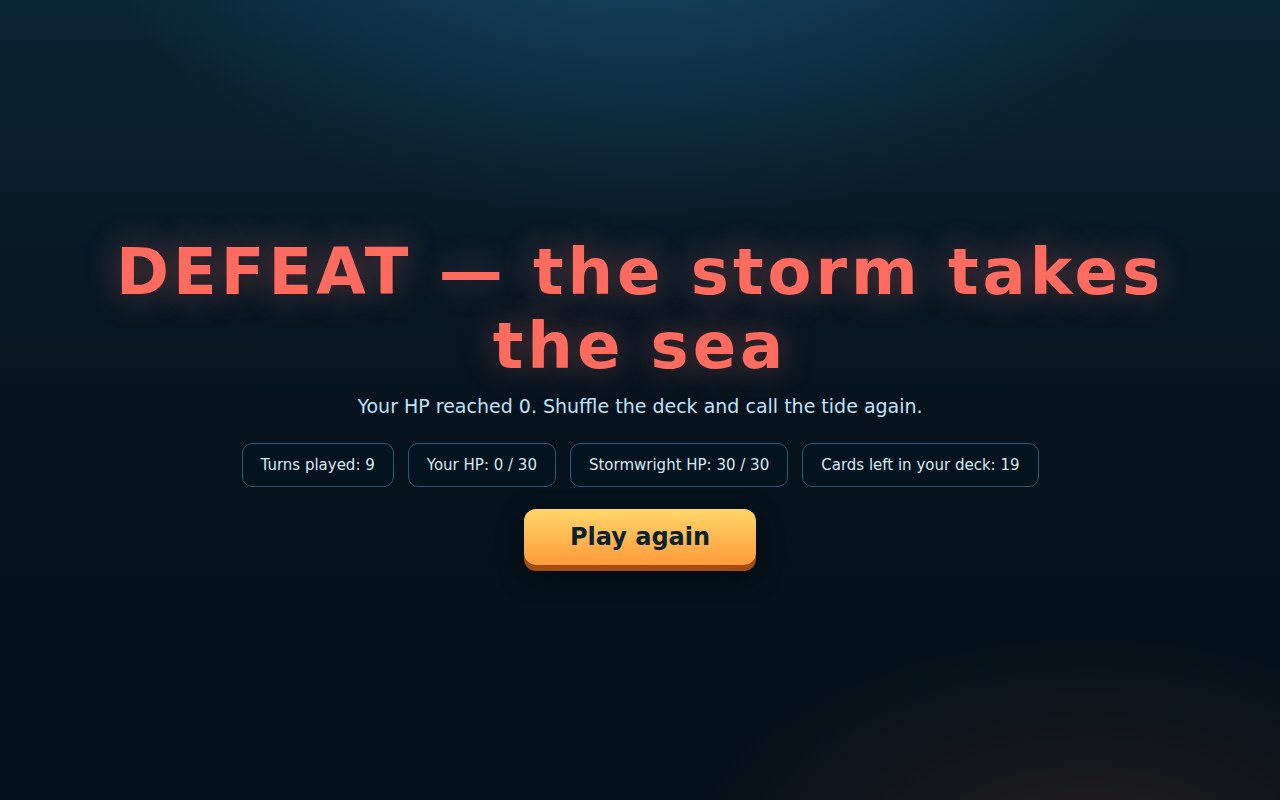 DEFEAT — the storm takes
the sea
Your HP reached 0. Shuffle the deck and call the tide again.
Turns played: 9
Your HP: 0 / 30
Stormwright HP: 30 / 30
Cards left in your deck: 19
Play again